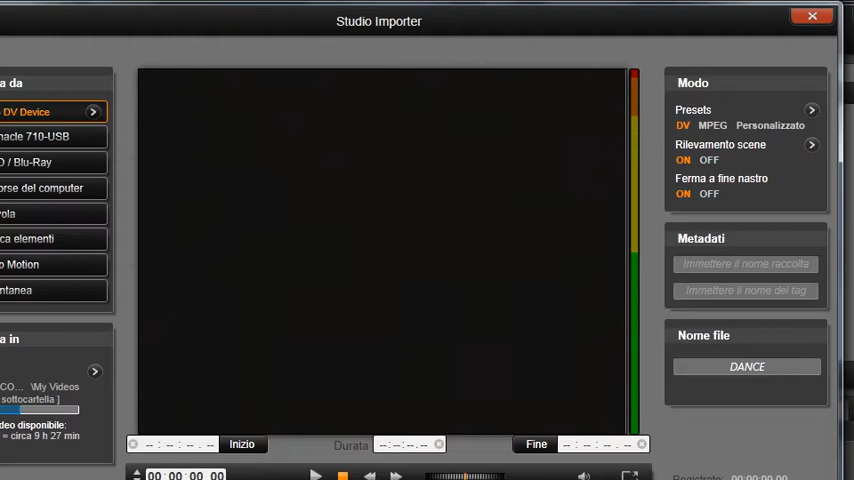 Studio Importer
a da
DV Device
nacle 710-USB
D / Blu-Ray
orse del computer
vola
ca elementi
o Motion
ntanea
a in
CO... \My Videos
sottocartella ]
deo disponibile:
= circa 9 h 27 min
-- : -- : -- . --
Inizio
Durata
--:--:--.--
Fine
-- : -- : -- . --
00:00:00.00
Modo
Presets
DV MPEG Personalizzato
Rilevamento scene
ON OFF
Ferma a fine nastro
ON OFF
Metadati
Immettere il nome raccolta
Immettere il nome del tag
Nome file
DANCE
Registrato 00:00:00.00